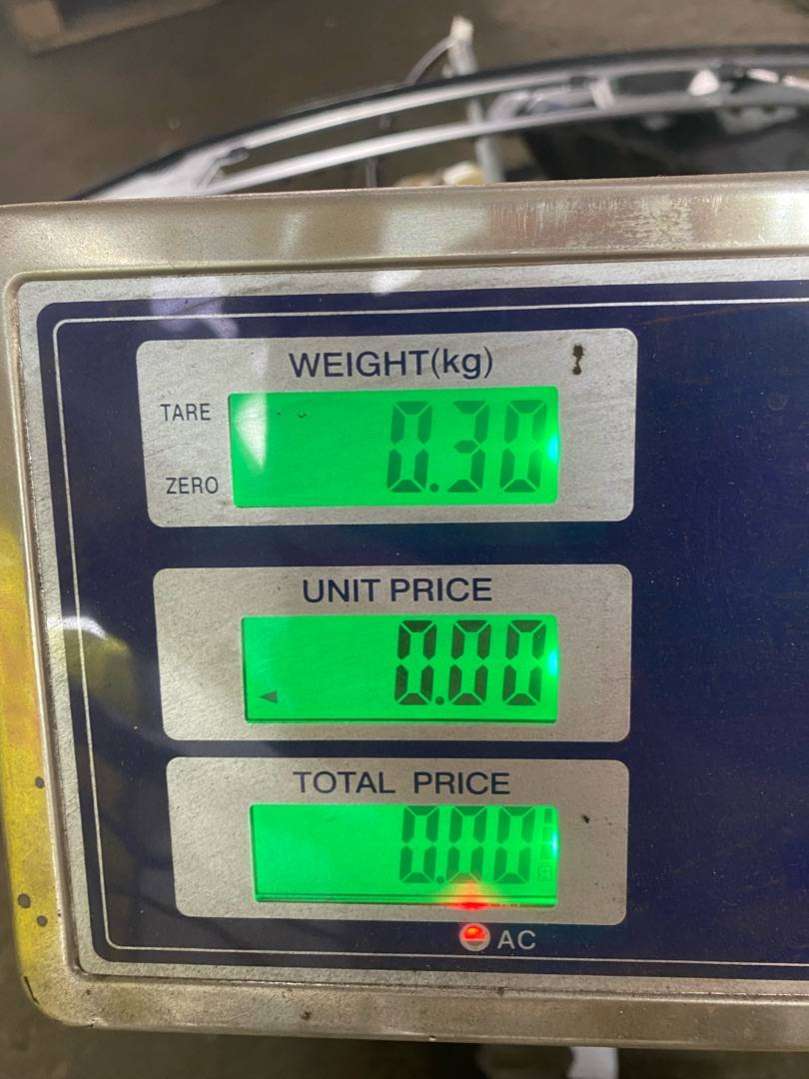 WEIGHT(kg)
TARE
0.30
ZERO
UNIT PRICE
0.00
TOTAL PRICE
0.00
AC